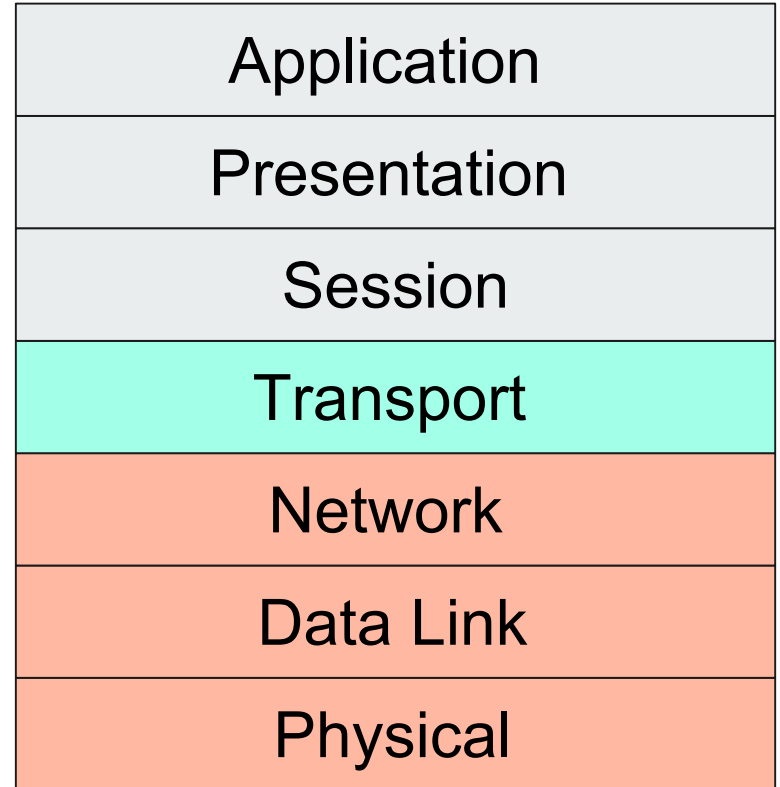 Application
Presentation
Session
Transport
Network
Data Link
Physical